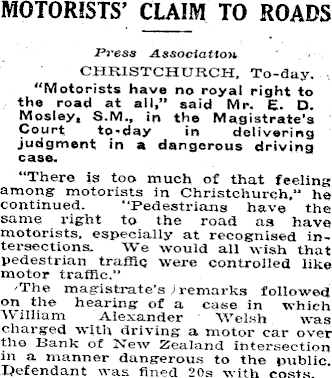 MOTORISTS' CLAIM TO ROADS
Press Association
CHRISTCHURCH, To-day.
"Motorists have no royal right to
the road at all," said Mr. E. D.
Mosley, S.M., in the Magistrate's
Court to-day in delivering
judgment in a dangerous driving
case.
"There is too much of that feeling
among motorists in Christchurch," he
continued. "Pedestrians have the
same right to the road as have
motorists, especially at recognised in-
tersections. We would all wish that
pedestrian traffic were controlled like
motor traffic."
The magistrate's remarks followed
on the hearing of a case in which
William Alexander Welsh was
charged with driving a motor car over
the Bank of New Zealand intersection
in a manner dangerous to the public.
Defendant was fined 20s with costs.